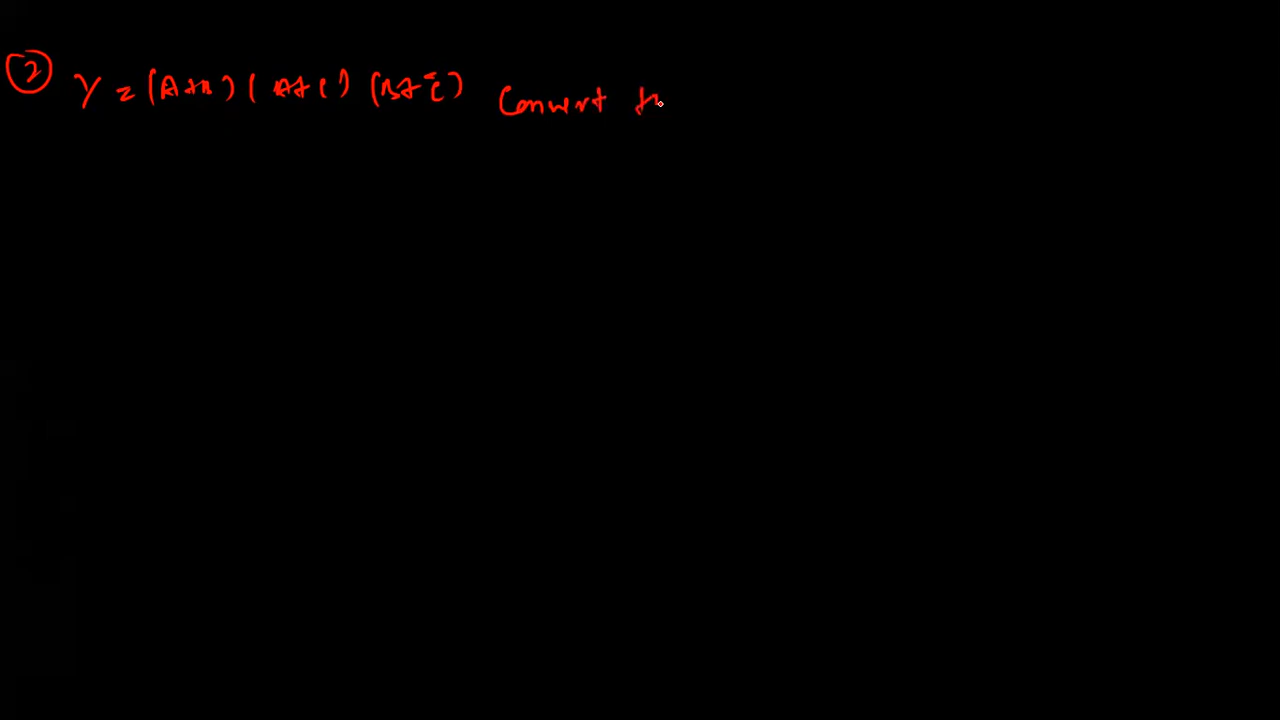 ② Y = (A+B) (A+C) (B+C̅) Convert